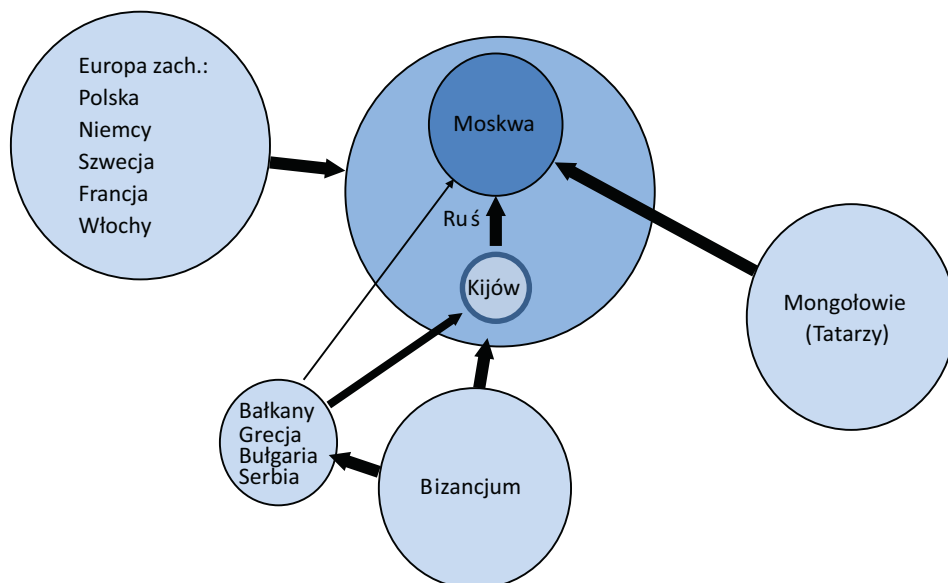 Europa zach.:
Polska
Niemcy
Szwecja
Francja
Włochy
Moskwa
Ruś
Kijów
Mongołowie
(Tatarzy)
Bałkany
Grecja
Bułgaria
Serbia
Bizancjum